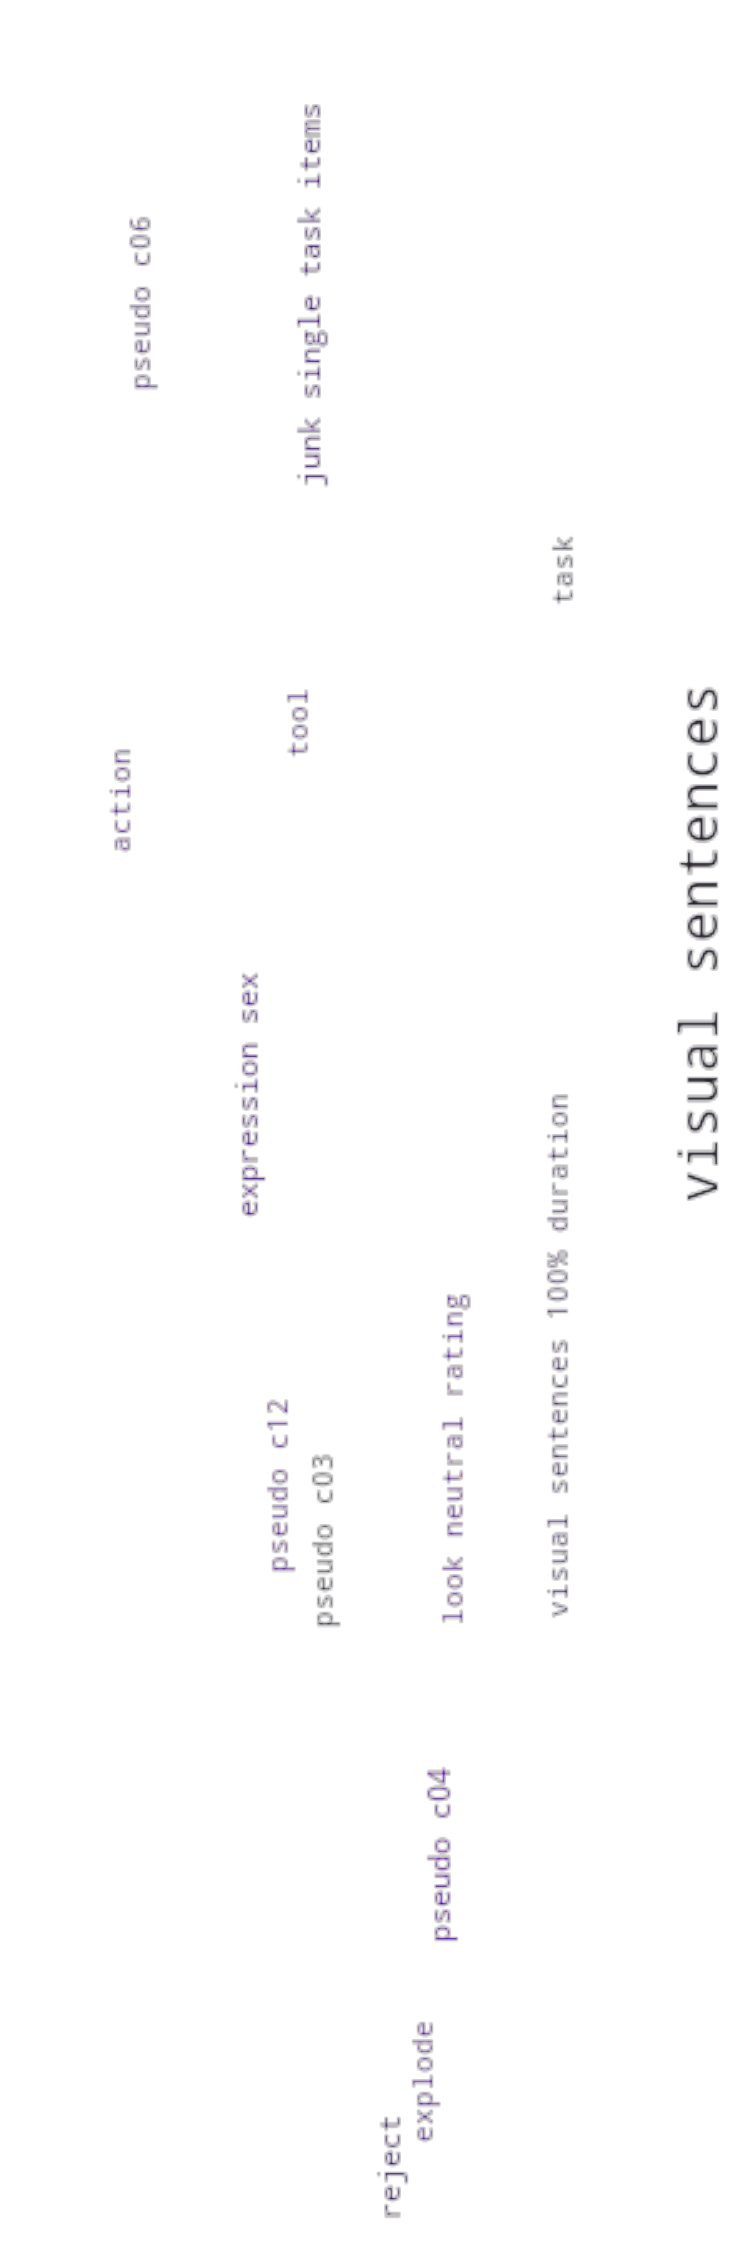 action
pseudo c06
expression sex
pseudo c12
tool
junk single task items
pseudo c03
reject
explode
pseudo c04
look neutral rating
visual sentences 100% duration
task
visual sentences